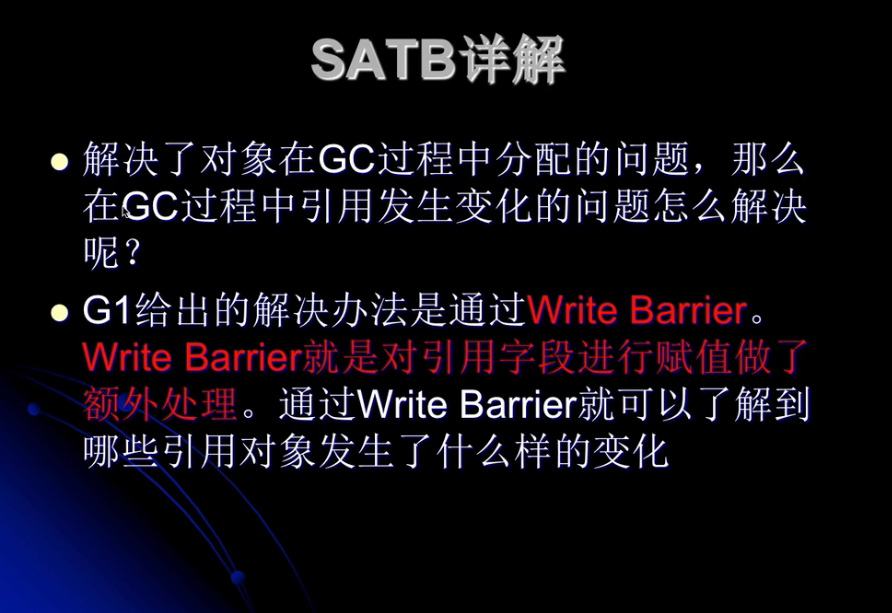 SATB详解
解决了对象在GC过程中分配的问题，那么
在GC过程中引用发生变化的问题怎么解决
呢？
G1给出的解决办法是通过Write Barrier。
Write Barrier就是对引用字段进行赋值做了
额外处理。通过Write Barrier就可以了解到
哪些引用对象发生了什么样的变化